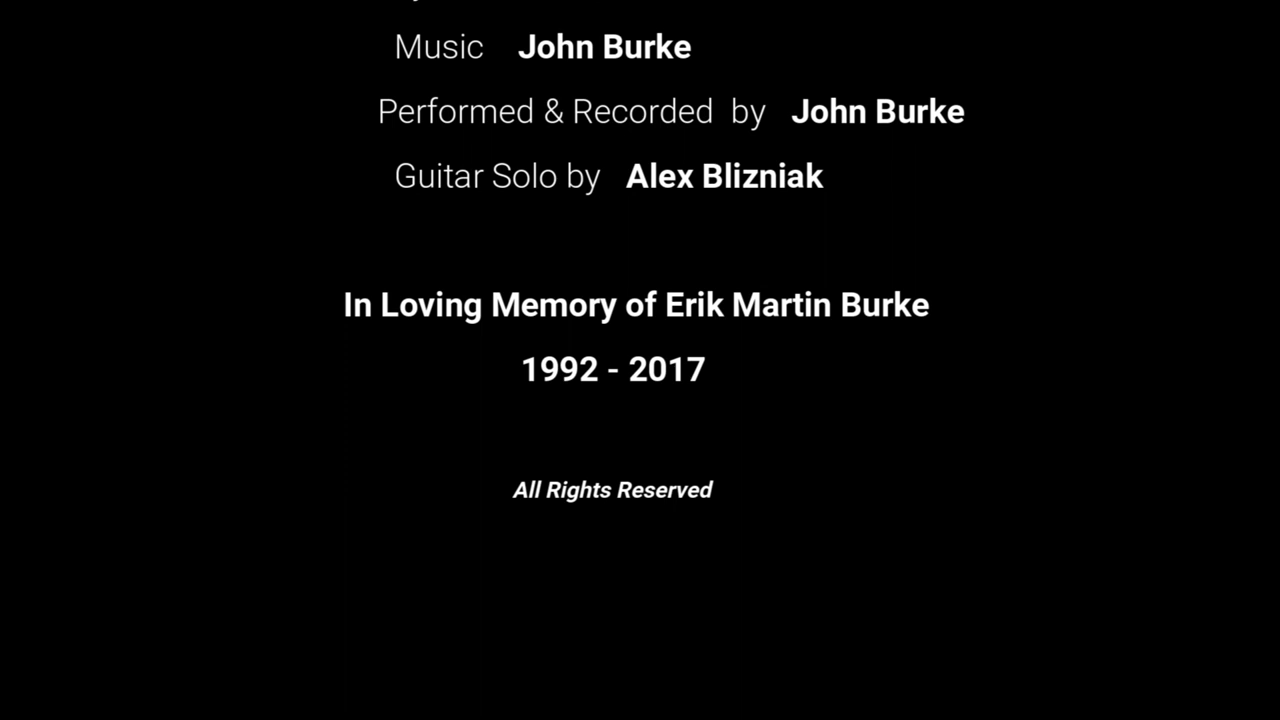 Music John Burke
Performed & Recorded by John Burke
Guitar Solo by Alex Blizniak
In Loving Memory of Erik Martin Burke
1992 - 2017
All Rights Reserved